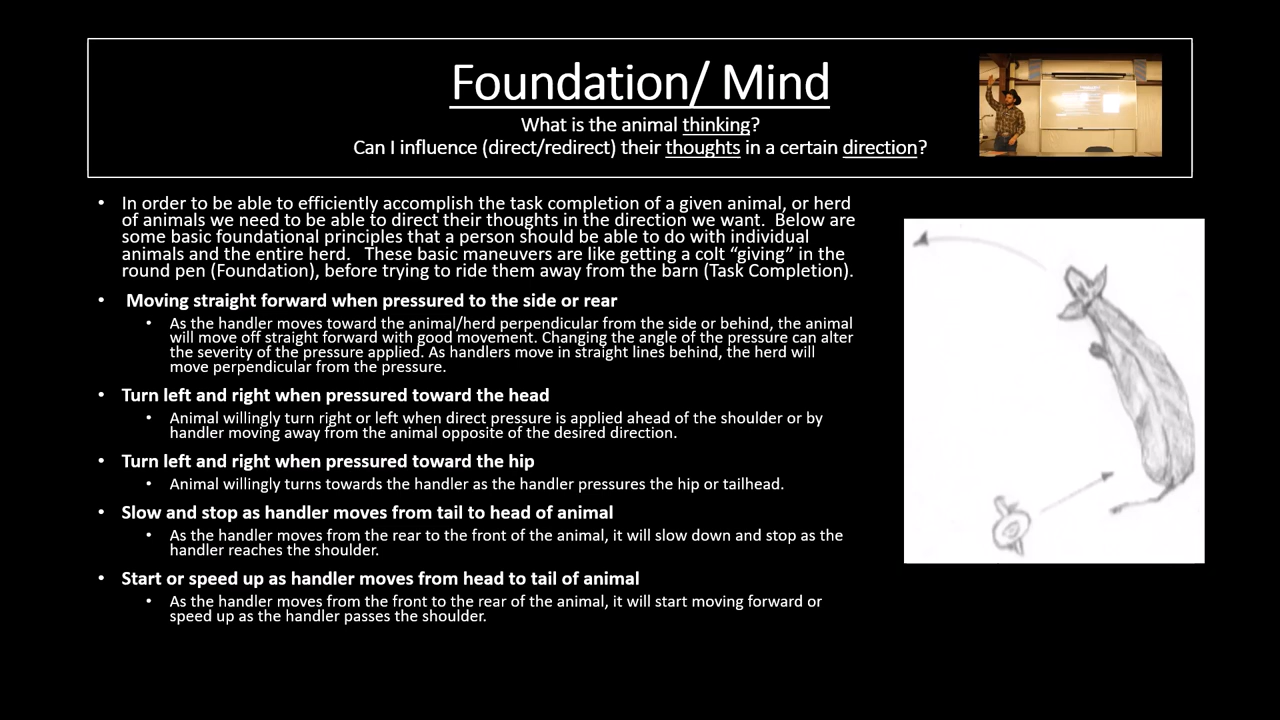 Foundation/ Mind
What is the animal thinking?
Can I influence (direct/redirect) their thoughts in a certain direction?
• In order to be able to efficiently accomplish the task completion of a given animal, or herd
of animals we need to be able to direct their thoughts in the direction we want.  Below are
some basic foundational principles that a person should be able to do with individual
animals and the entire herd.   These basic maneuvers are like getting a colt “giving” in the
round pen (Foundation), before trying to ride them away from the barn (Task Completion).
• Moving straight forward when pressured to the side or rear
• As the handler moves toward the animal/herd perpendicular from the side or behind, the animal
will move off straight forward with good movement. Changing the angle of the pressure can alter
the severity of the pressure applied. As handlers move in straight lines behind, the herd will
move perpendicular from the pressure.
• Turn left and right when pressured toward the head
• Animal willingly turn right or left when direct pressure is applied ahead of the shoulder or by
handler moving away from the animal opposite of the desired direction.
• Turn left and right when pressured toward the hip
• Animal willingly turns towards the handler as the handler pressures the hip or tailhead.
• Slow and stop as handler moves from tail to head of animal
• As the handler moves from the rear to the front of the animal, it will slow down and stop as the
handler reaches the shoulder.
• Start or speed up as handler moves from head to tail of animal
• As the handler moves from the front to the rear of the animal, it will start moving forward or
speed up as the handler passes the shoulder.